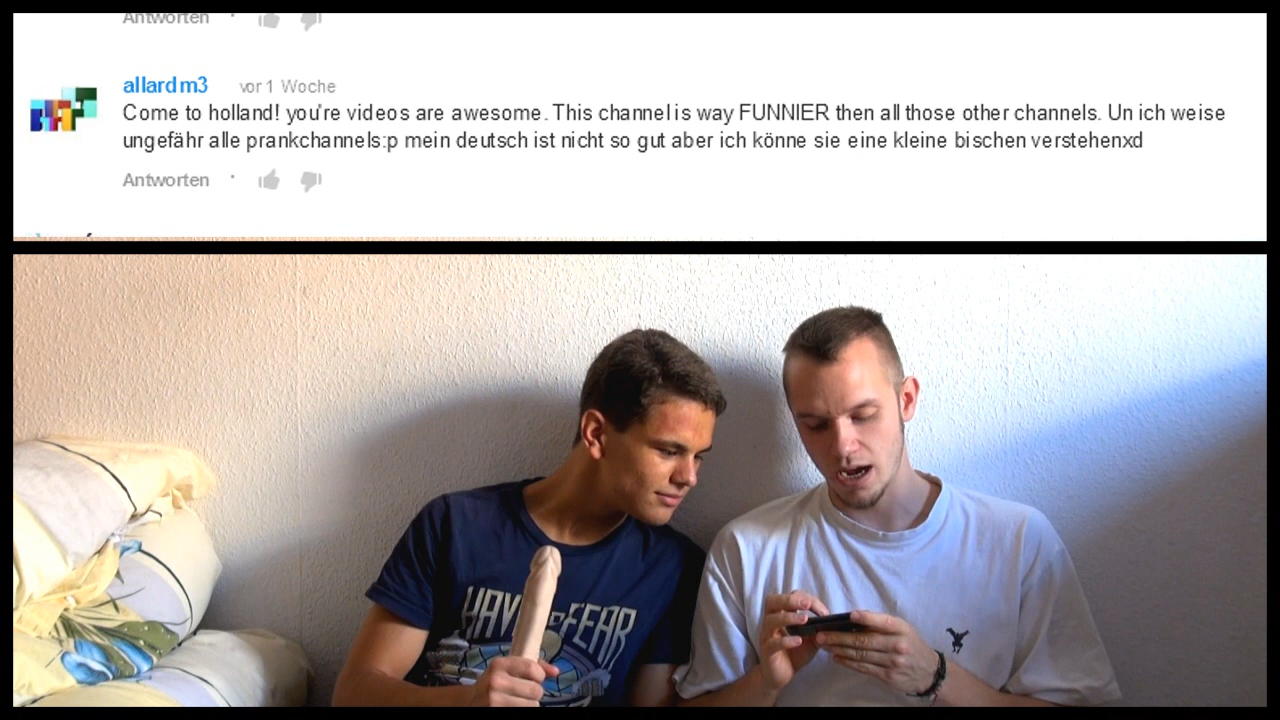 Antworten
allardm3 vor 1 Woche
Come to holland! you're videos are awesome. This channel is way FUNNIER then all those other channels. Un ich weise
ungefähr alle prankchannels:p mein deutsch ist nicht so gut aber ich könne sie eine kleine bischen verstehenxd
Antworten
HAVE FEAR